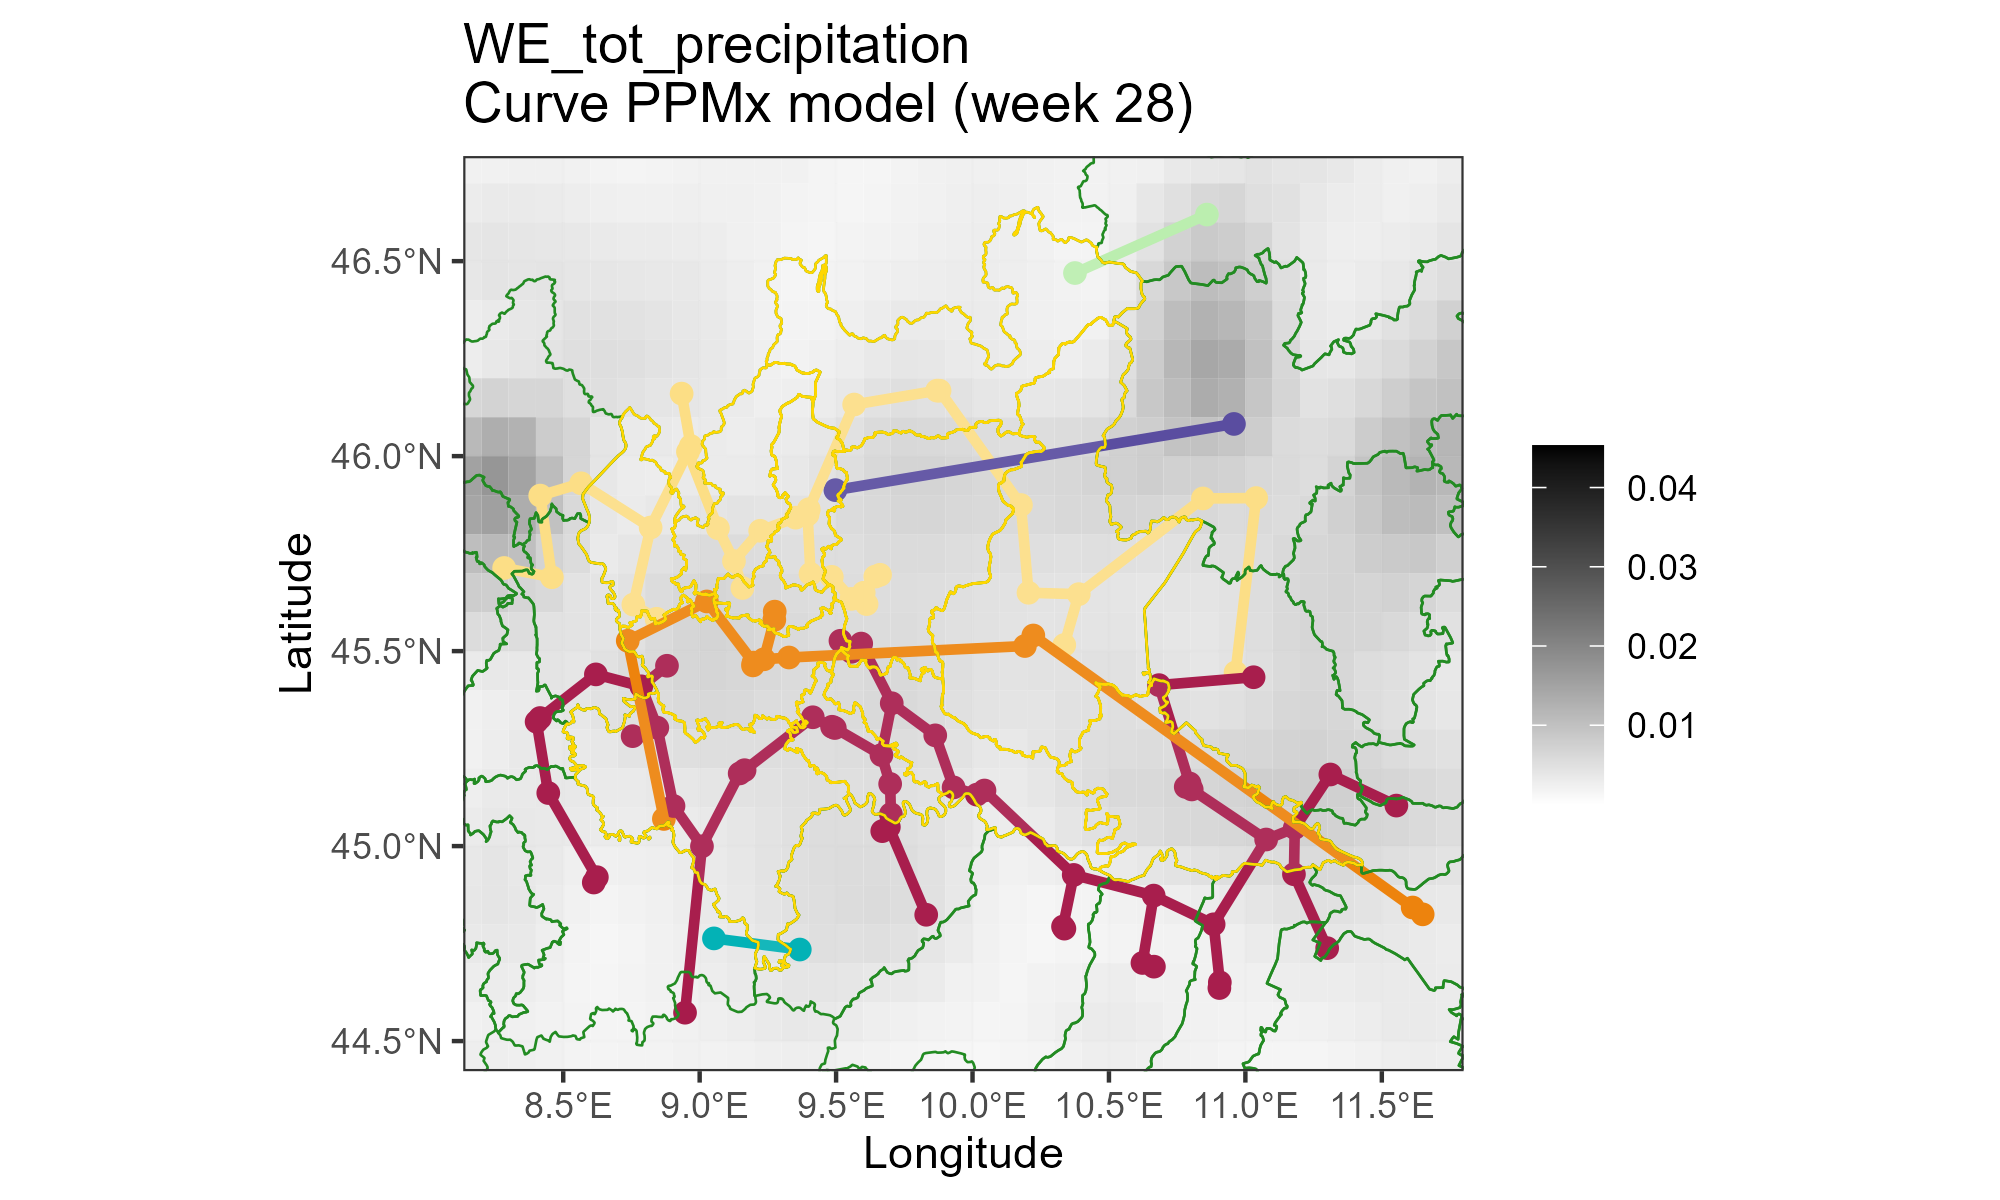 WE_tot_precipitation
Curve PPMx model (week 28)
46.5°N
46.0°N
45.5°N
45.0°N
44.5°N
Latitude
8.5°E 9.0°E 9.5°E 10.0°E 10.5°E 11.0°E 11.5°E
Longitude
0.04
0.03
0.02
0.01